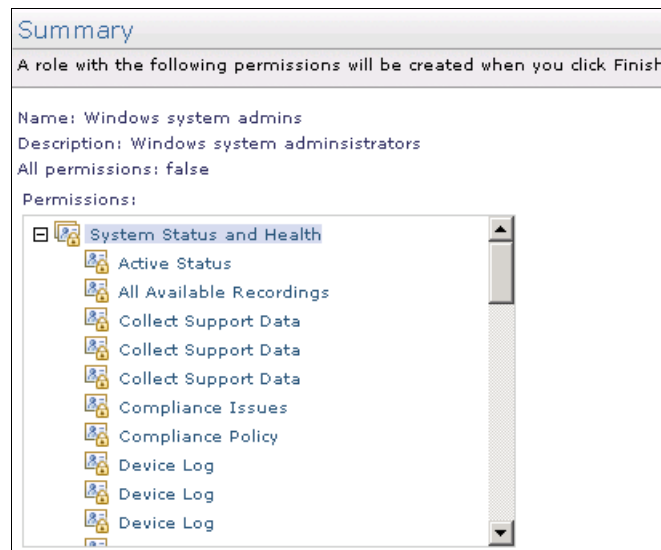 Summary
A role with the following permissions will be created when you click Finish
Name: Windows system admins
Description: Windows system adminsistrators
All permissions: false
Permissions:
System Status and Health
Active Status
All Available Recordings
Collect Support Data
Collect Support Data
Collect Support Data
Compliance Issues
Compliance Policy
Device Log
Device Log
Device Log